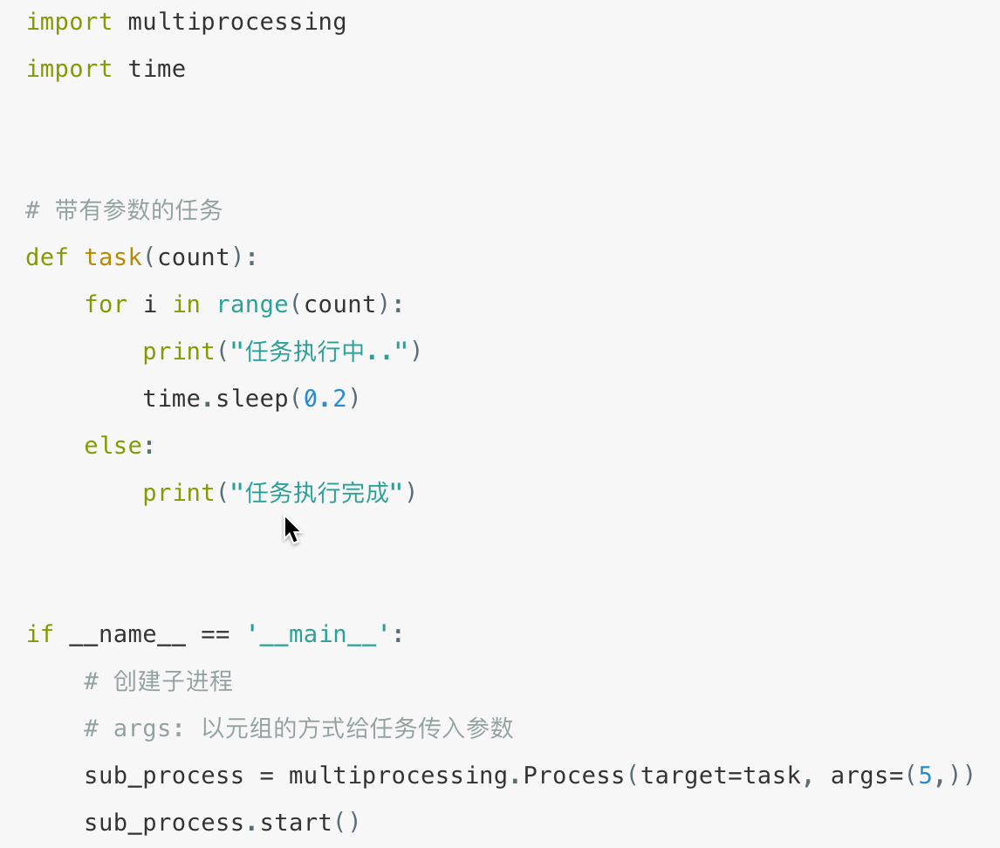 import multiprocessing
import time
# 带有参数的任务
def task(count):
    for i in range(count):
        print("任务执行中..")
        time.sleep(0.2)
    else:
        print("任务执行完成")
if __name__ == '__main__':
    # 创建子进程
    # args: 以元组的方式给任务传入参数
    sub_process = multiprocessing.Process(target=task, args=(5,))
    sub_process.start()